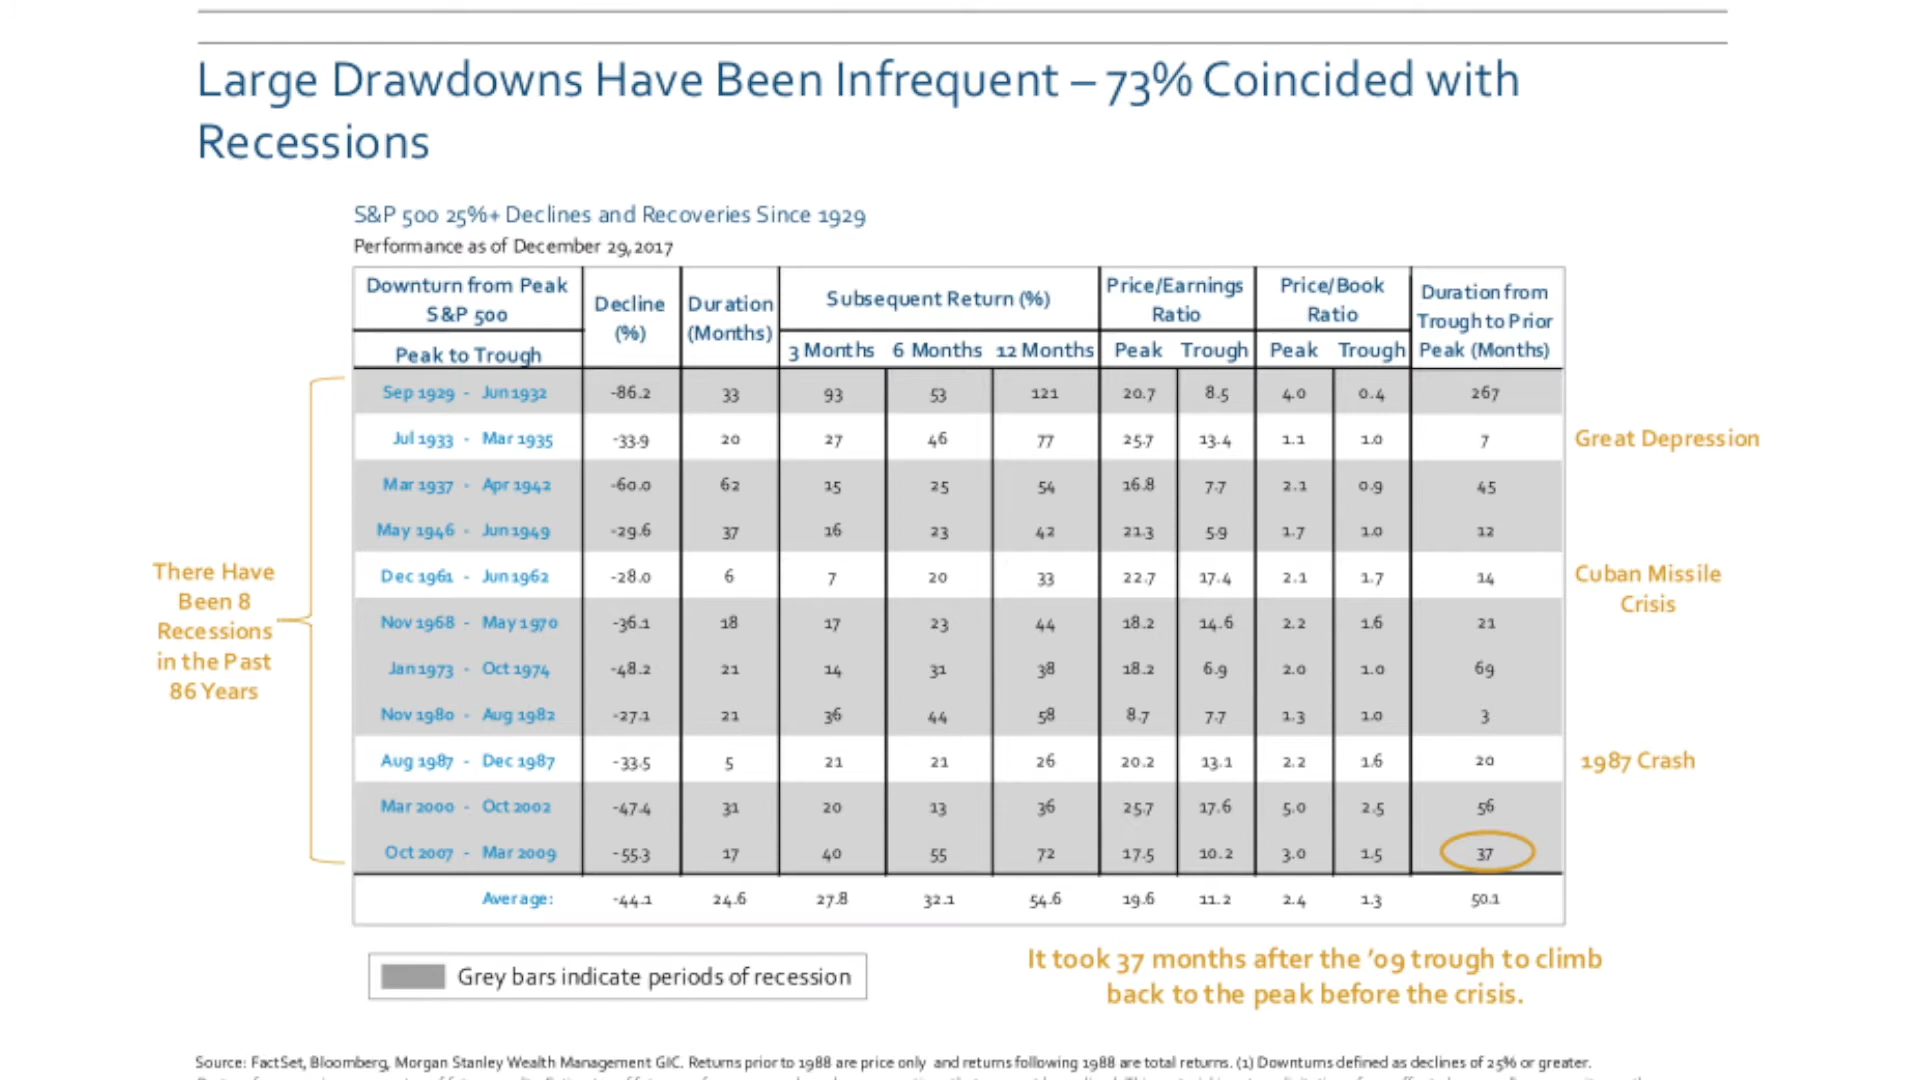 Large Drawdowns Have Been Infrequent – 73% Coincided with
Recessions
S&P 500 25%+ Declines and Recoveries Since 1929
Performance as of December 29, 2017
Downturn from Peak S&P 500 Decline (%) Duration (Months) Subsequent Return (%) Price/Earnings Ratio Price/Book Ratio Duration from Trough to Prior Peak (Months)
Peak to Trough 3 Months 6 Months 12 Months Peak Trough Peak Trough
Sep 1929 - Jun 1932 -86.2 33 93 53 121 20.7 8.5 4.0 0.4 267
Jul 1933 - Mar 1935 -33.9 20 27 46 77 25.7 13.4 1.1 1.0 7
Mar 1937 - Apr 1942 -60.0 62 15 25 54 16.8 7.7 2.1 0.9 45
May 1946 - Jun 1949 -29.6 37 16 23 42 21.3 5.9 1.7 1.0 12
Dec 1961 - Jun 1962 -28.0 6 7 20 33 22.7 17.4 2.1 1.7 14
Nov 1968 - May 1970 -36.1 18 17 23 44 18.2 14.6 2.2 1.6 21
Jan 1973 - Oct 1974 -48.2 21 14 31 38 18.2 6.9 2.0 1.0 69
Nov 1980 - Aug 1982 -27.1 21 36 44 58 8.7 7.7 1.3 1.0 3
Aug 1987 - Dec 1987 -33.5 5 21 21 26 20.2 13.1 2.2 1.6 20
Mar 2000 - Oct 2002 -47.4 31 20 13 36 25.7 17.6 5.0 2.5 56
Oct 2007 - Mar 2009 -55.3 17 40 55 72 17.5 10.2 3.0 1.5 37
Average: -44.1 24.6 27.8 32.1 54.6 19.6 11.2 2.4 1.3 50.1
There Have
Been 8
Recessions
in the Past
86 Years
Great Depression
Cuban Missile
Crisis
1987 Crash
Grey bars indicate periods of recession
It took 37 months after the ’09 trough to climb
back to the peak before the crisis.
Source: FactSet, Bloomberg, Morgan Stanley Wealth Management GIC. Returns prior to 1988 are price only and returns following 1988 are total returns. (1) Downturns defined as declines of 25% or greater.